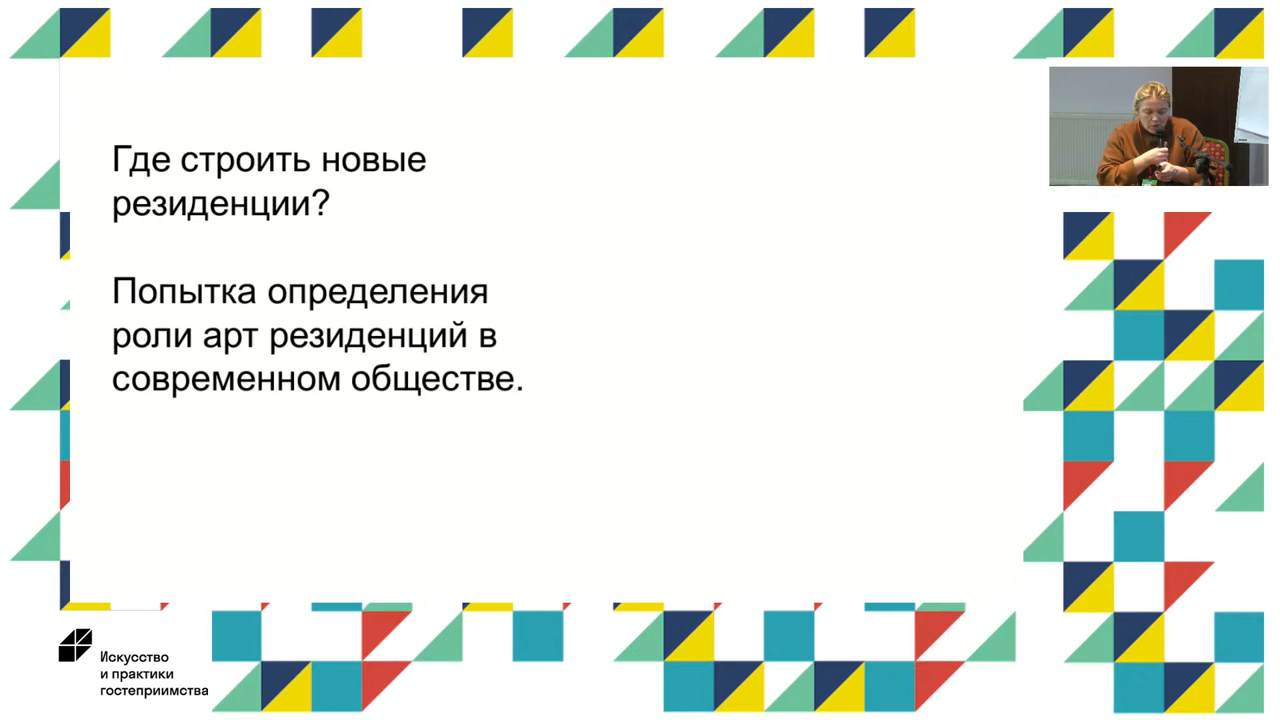 Где строить новые
резиденции?
Попытка определения
роли арт резиденций в
современном обществе.
Искусство
и практики
гостеприимства